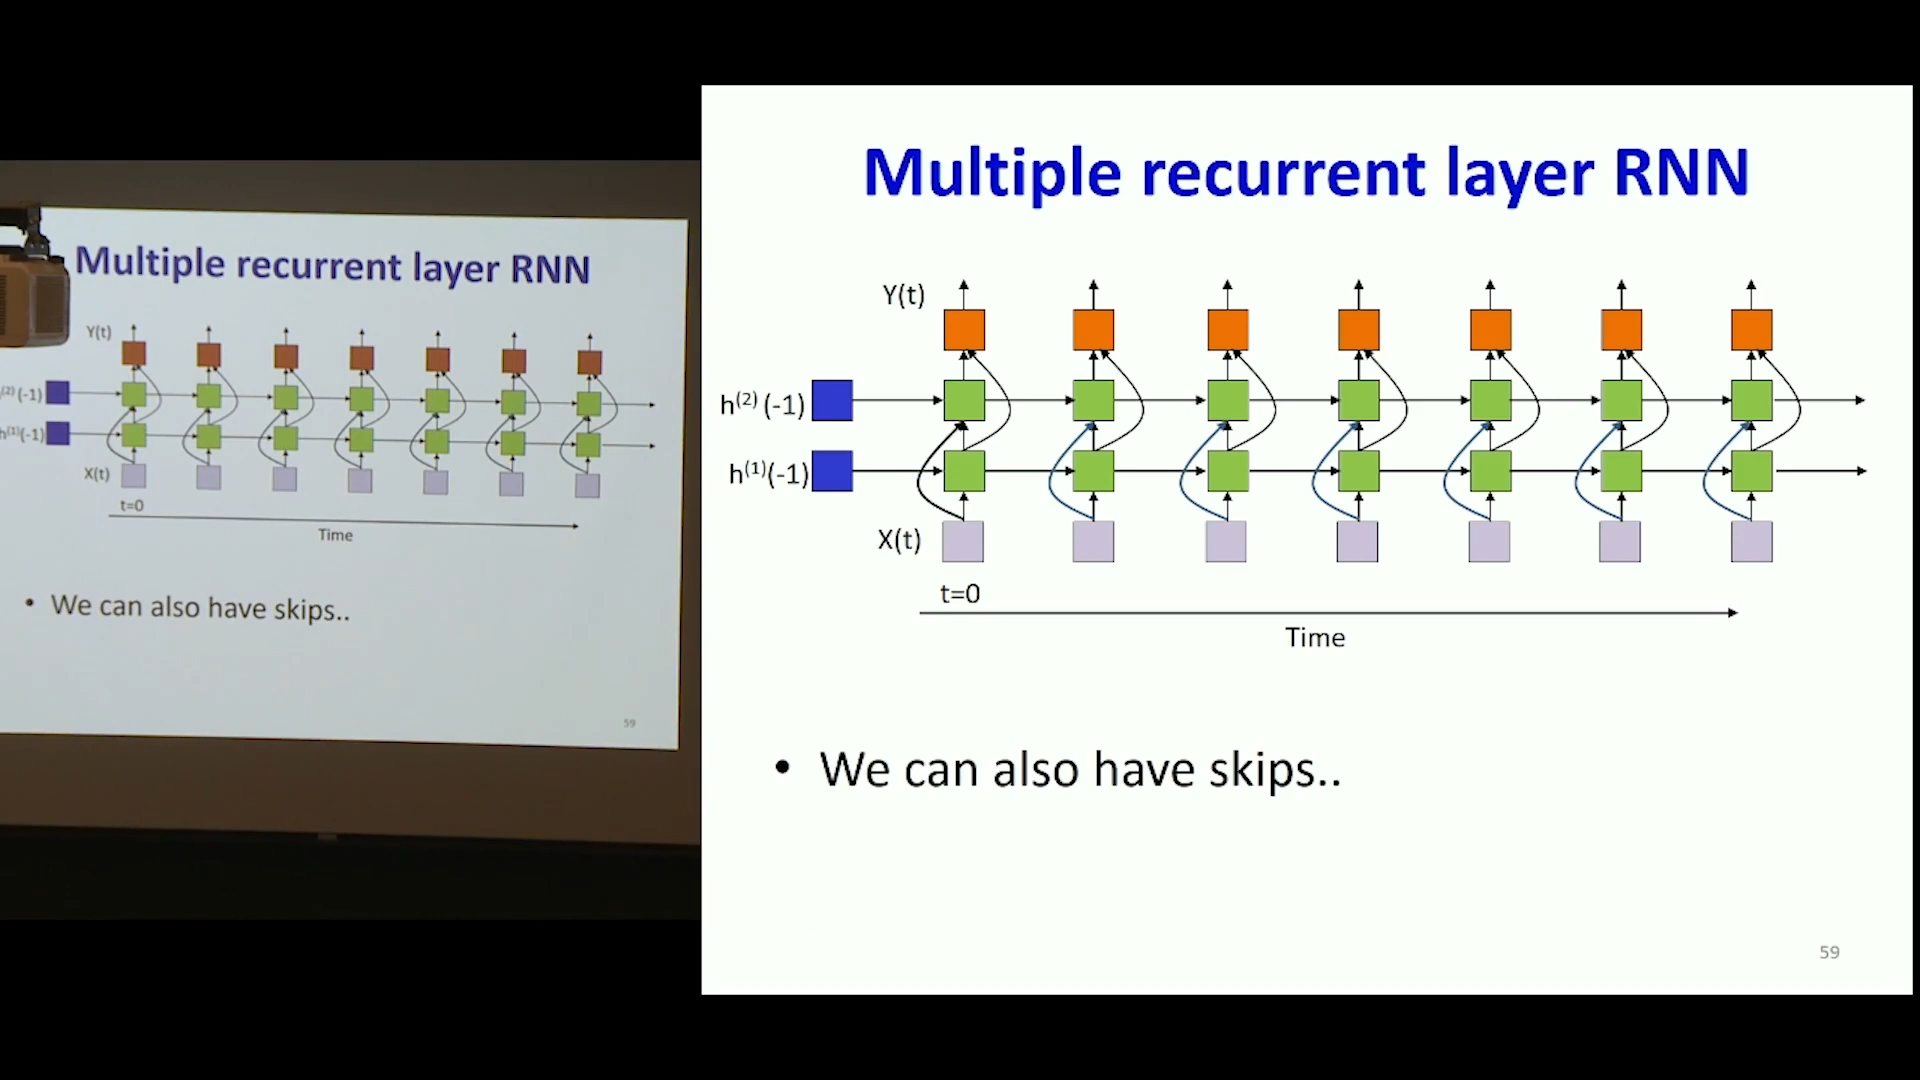 Multiple recurrent layer RNN
Y(t)
(2) (-1)
h(1)(-1)
X(t)
t=0
Time
• We can also have skips..
59
Multiple recurrent layer RNN
Y(t)
h(2) (-1)
h(1)(-1)
X(t)
t=0
Time
• We can also have skips..
59